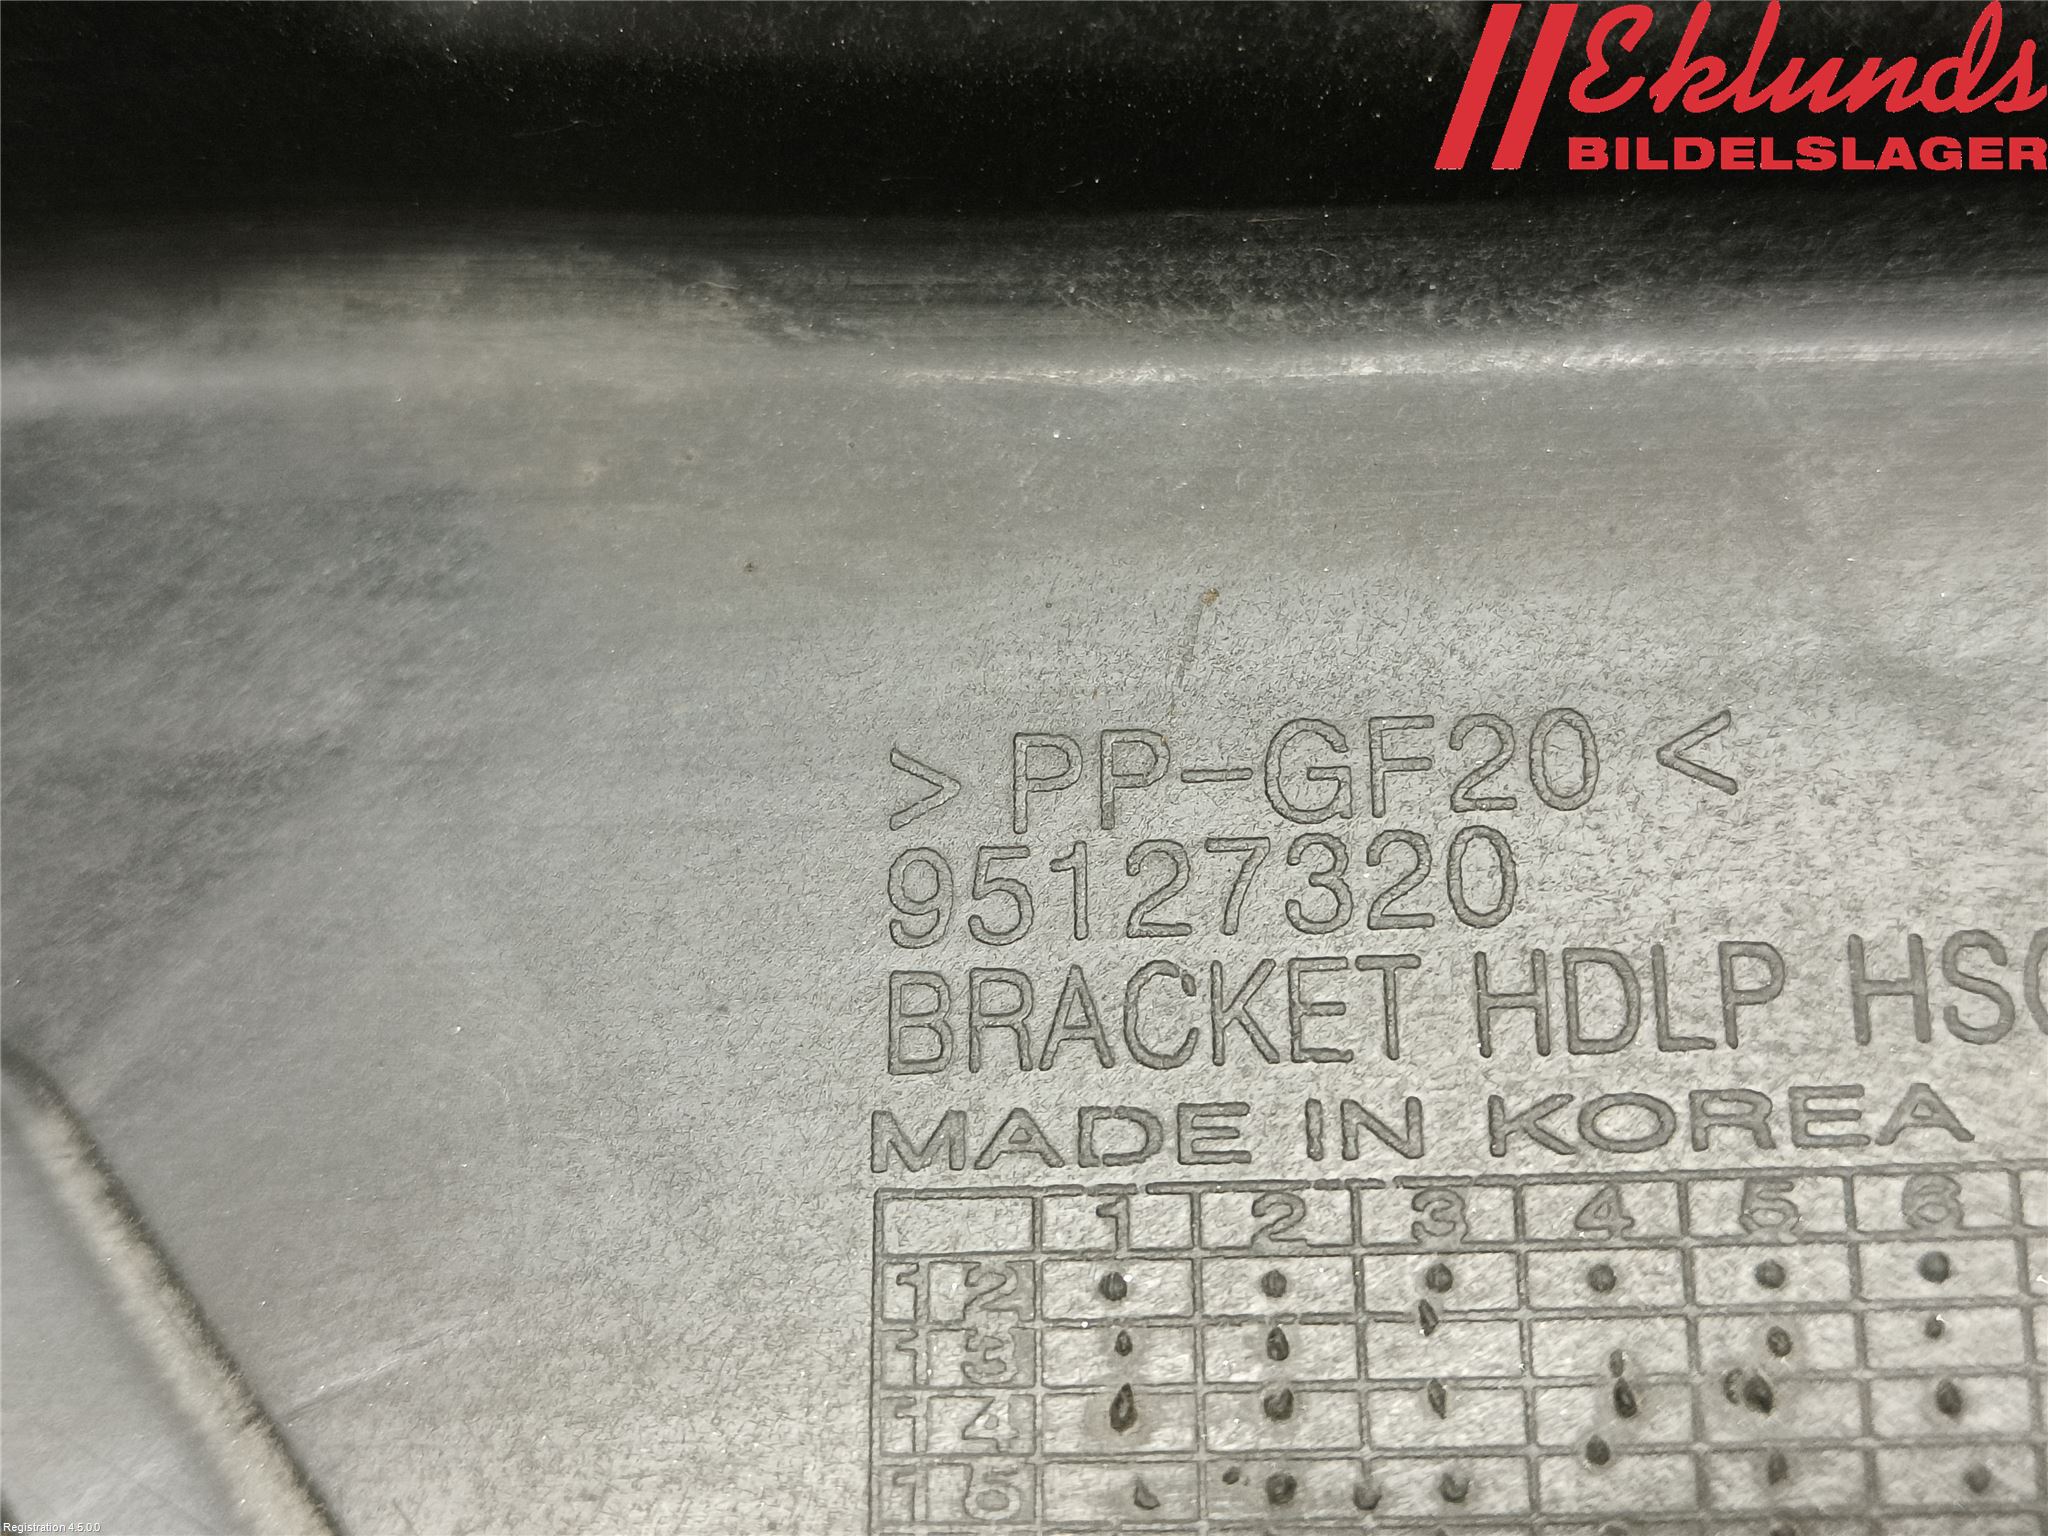 Eklunds
BILDELSLAGER
> PP-GF20 <
95127320
BRACKET HDLP
MADE IN KOREA
1 2 3 4 5 6
12
13
14
15
Registration 4.5.0.0